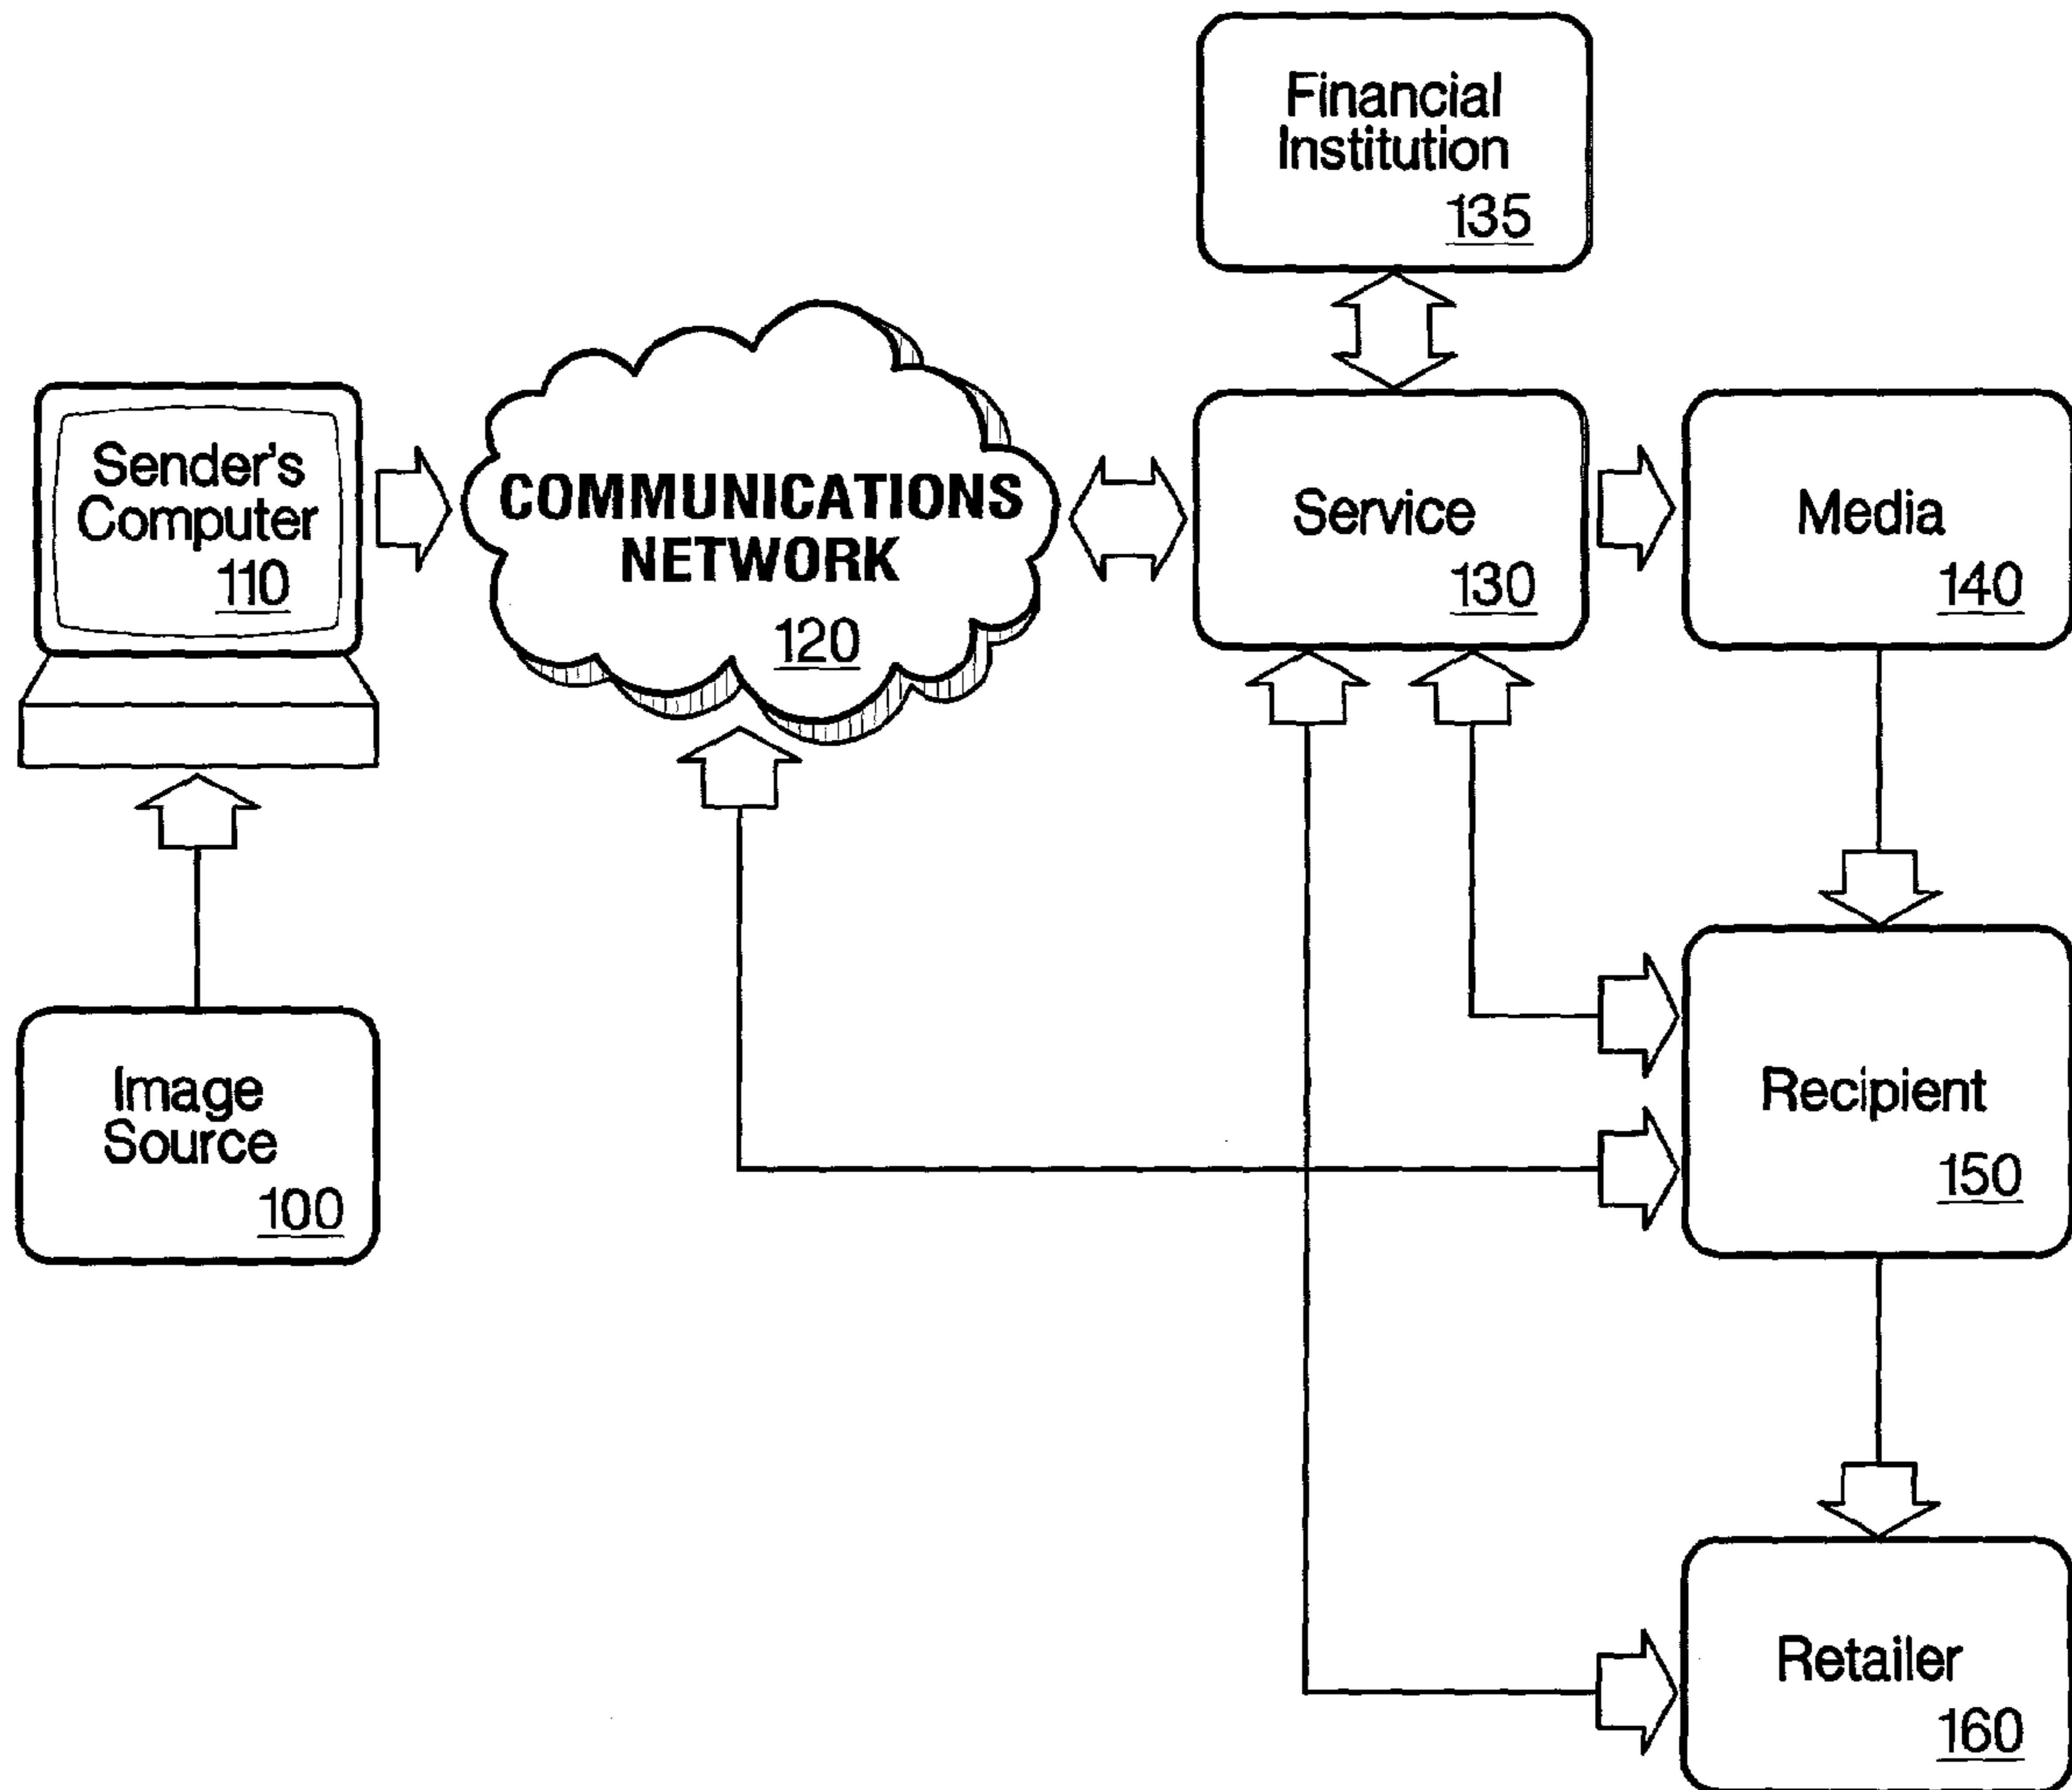 Financial
Institution
135
Sender's
Computer
110
COMMUNICATIONS
NETWORK
120
Service
130
Media
140
Image
Source
100
Recipient
150
Retailer
160